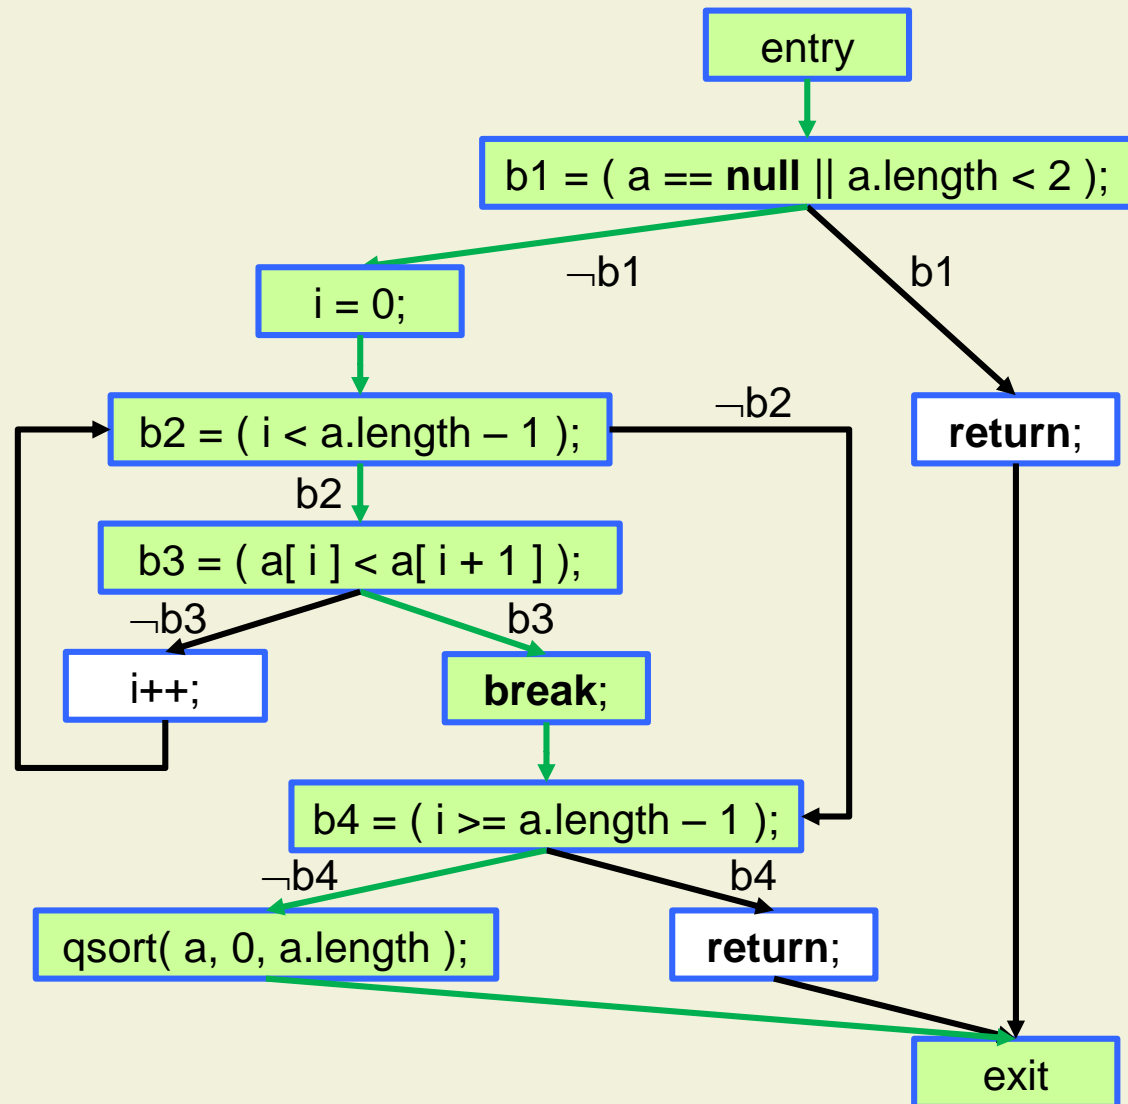 entry
b1 = ( a == null || a.length < 2 );
¬b1
b1
i = 0;
¬b2
b2 = ( i < a.length – 1 );
return;
b2
b3 = ( a[ i ] < a[ i + 1 ] );
¬b3
b3
i++;
break;
b4 = ( i >= a.length – 1 );
¬b4
b4
qsort( a, 0, a.length );
return;
exit